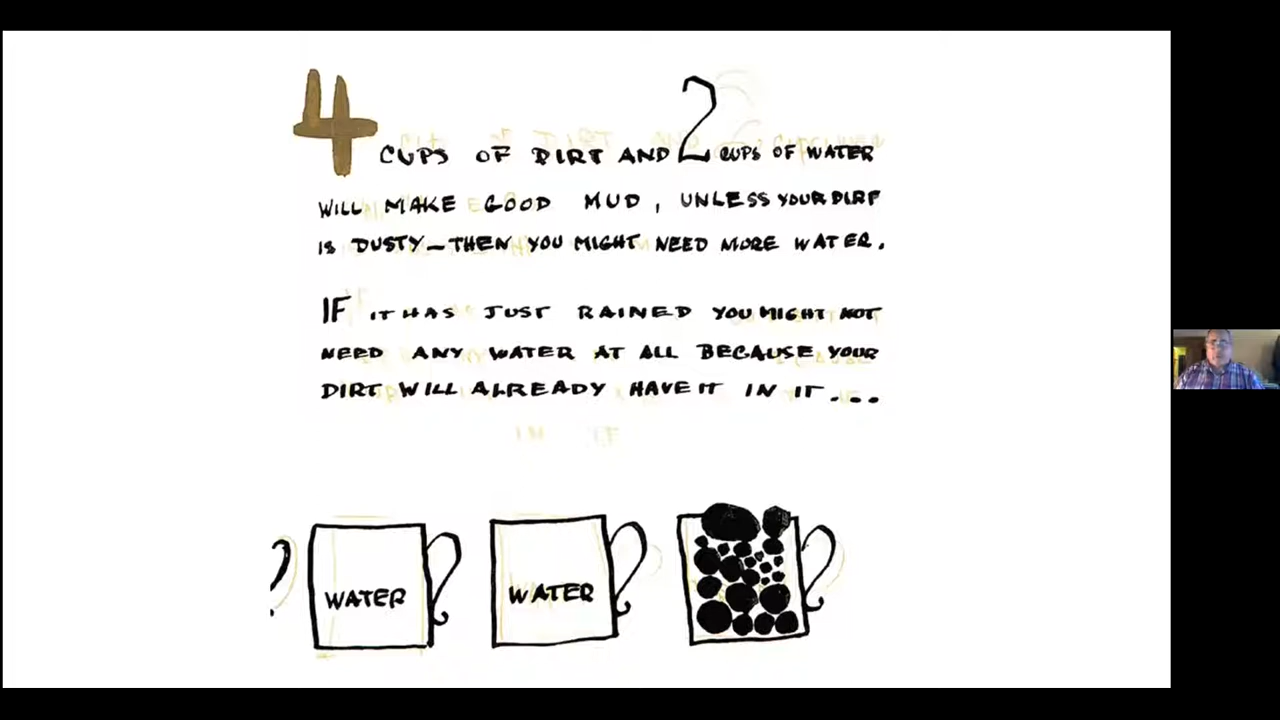 4 CUPS OF DIRT AND 2 CUPS OF WATER
WILL MAKE GOOD MUD, UNLESS YOUR DIRT
IS DUSTY—THEN YOU MIGHT NEED MORE WATER.
IF IT HAS JUST RAINED YOU MIGHT NOT
NEED ANY WATER AT ALL BECAUSE YOUR
DIRT WILL ALREADY HAVE IT IN IT...
WATER
WATER